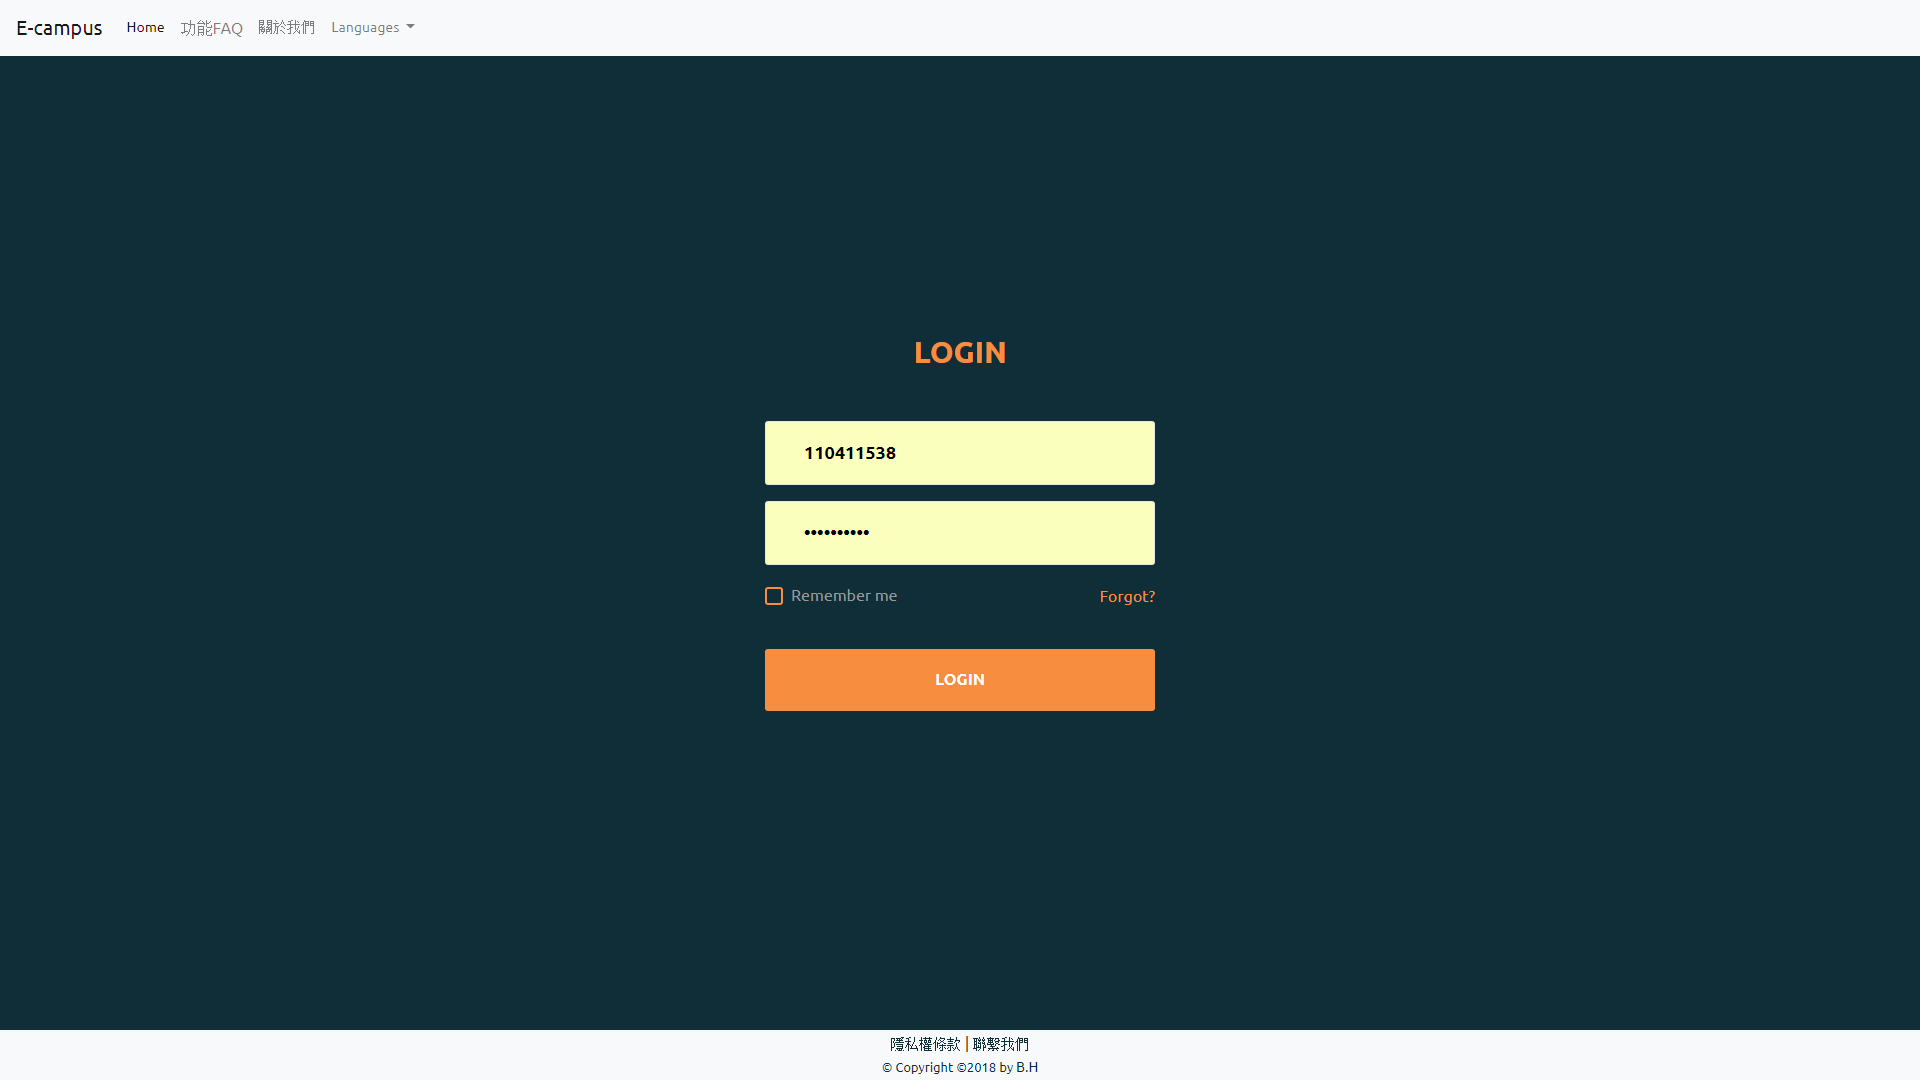 E-campus Home 功能FAQ 關於我們 Languages
LOGIN
110411538
••••••••••
Remember me Forgot?
LOGIN
隱私權條款 | 聯繫我們
© Copyright ©2018 by B.H